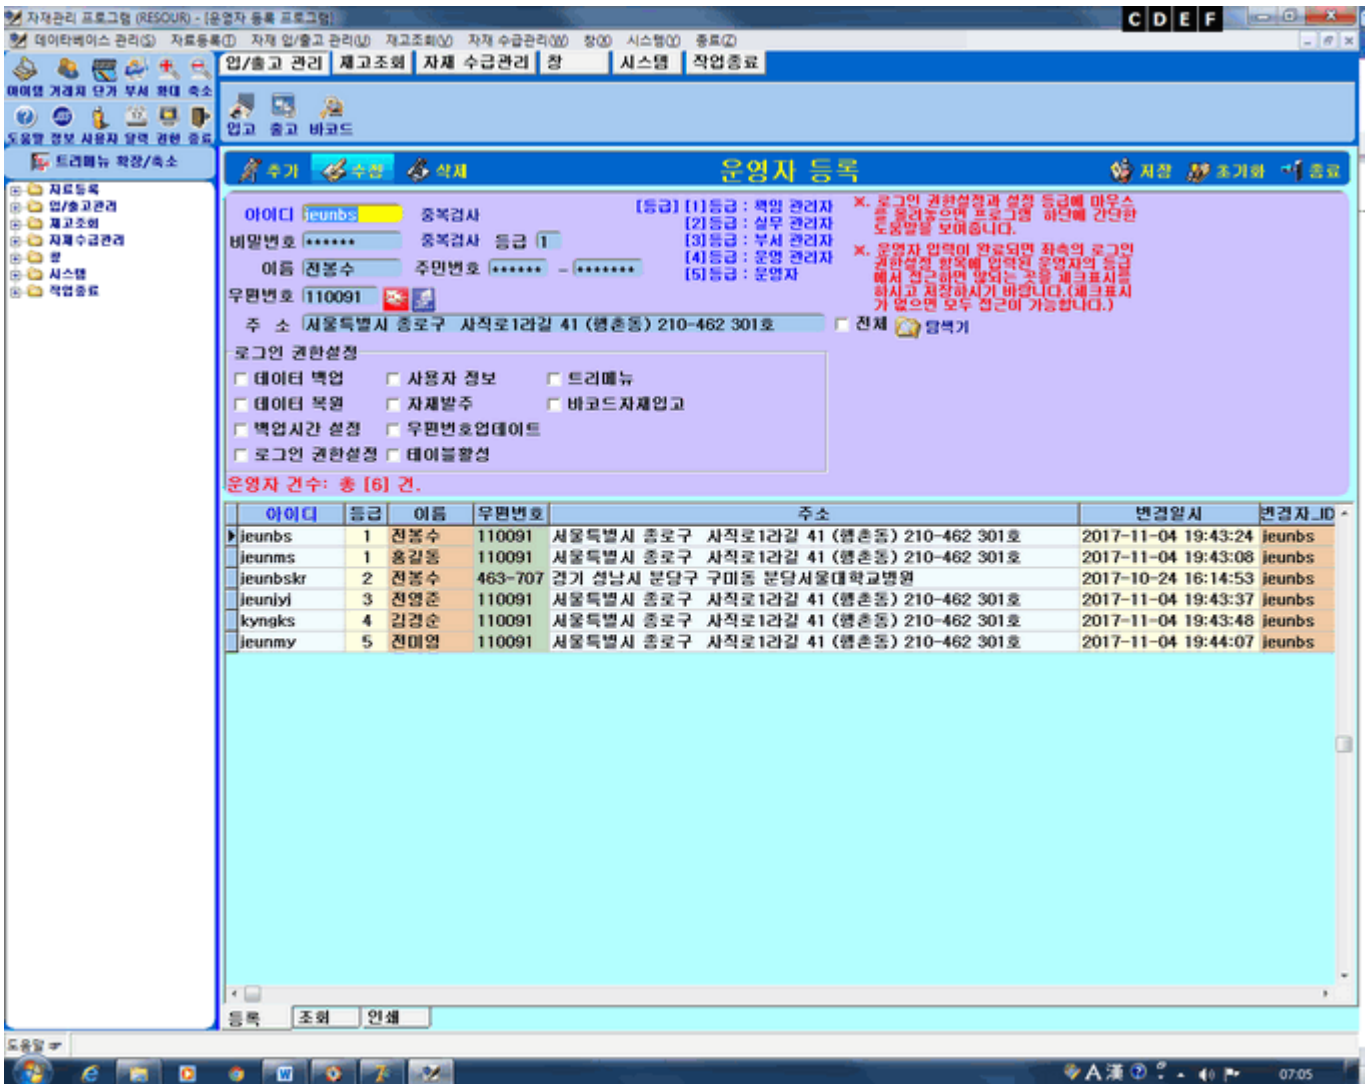 자재관리 프로그램 (RESOUR) - [운영자 등록 프로그램]
C D E F
데이타베이스 관리(S) 자료등록(T) 자재 입/출고 관리(U) 재고조회(V) 자재 수급관리(W) 창(X) 시스템(Y) 종료(Z)
입/출고 관리 재고조회 자재 수급관리 창 시스템 작업종료
아이템 거래처 단가 부서 확대 축소
도움말 정보 사용자 달력 권한 종료
입고 출고 바코드
트리메뉴 확장/축소
자료등록
입/출고관리
재고조회
자재수급관리
창
시스템
작업종료
추가 수정 삭제 운영자 등록 저장 초기화 종료
아이디 jeunbs 중복검사
비밀번호 ****** 중복검사 등급 1
이름 전봉수 주민번호 ****** - *******
우편번호 110091
주 소 서울특별시 종로구 사직로1라길 41 (행촌동) 210-462 301호 전체 탐색기
[등급] [1]등급 : 책임 관리자
[2]등급 : 실무 관리자
[3]등급 : 부서 관리자
[4]등급 : 운영 관리자
[5]등급 : 운영자
※. 로그인 권한설정과 설정 등급에 마우스
를 올려놓으면 프로그램 하단에 간단한
도움말을 보여줍니다.
※. 운영자 입력이 완료되면 좌측의 로그인
권한설정 항목에 입력된 운영자의 등급
에서 접근하면 않되는 곳을 체크표시를
하시고 저장하시기 바랍니다.(체크표시
가 없으면 모두 접근이 가능합니다.)
로그인 권한설정
데이터 백업 사용자 정보 트리메뉴
데이터 복원 자재발주 바코드자재입고
백업시간 설정 우편번호업데이트
로그인 권한설정 테이블활성
운영자 건수: 총 [6] 건.
아이디 등급 이름 우편번호 주소 변경일시 변경자_ID
jeunbs 1 전봉수 110091 서울특별시 종로구 사직로1라길 41 (행촌동) 210-462 301호 2017-11-04 19:43:24 jeunbs
jeunms 1 홍길동 110091 서울특별시 종로구 사직로1라길 41 (행촌동) 210-462 301호 2017-11-04 19:43:08 jeunbs
jeunbskr 2 전봉수 463-707 경기 성남시 분당구 구미동 분당서울대학교병원 2017-10-24 16:14:53 jeunbs
jeunjyi 3 전영준 110091 서울특별시 종로구 사직로1라길 41 (행촌동) 210-462 301호 2017-11-04 19:43:37 jeunbs
kyngks 4 김경순 110091 서울특별시 종로구 사직로1라길 41 (행촌동) 210-462 301호 2017-11-04 19:43:48 jeunbs
jeunmy 5 전미영 110091 서울특별시 종로구 사직로1라길 41 (행촌동) 210-462 301호 2017-11-04 19:44:07 jeunbs
등록 조회 인쇄
도움말
A 漢 07:05